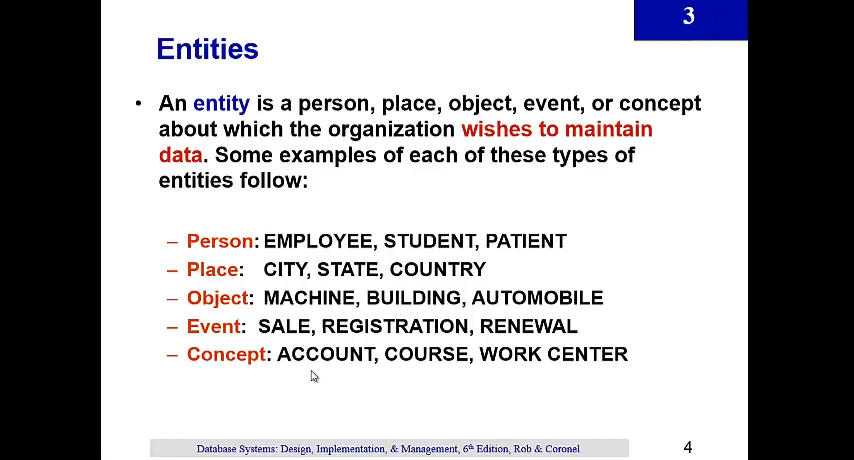 3
Entities
• An entity is a person, place, object, event, or concept
about which the organization wishes to maintain
data. Some examples of each of these types of
entities follow:
– Person: EMPLOYEE, STUDENT, PATIENT
– Place: CITY, STATE, COUNTRY
– Object: MACHINE, BUILDING, AUTOMOBILE
– Event: SALE, REGISTRATION, RENEWAL
– Concept: ACCOUNT, COURSE, WORK CENTER
Database Systems: Design, Implementation, & Management, 6th Edition, Rob & Coronel
4